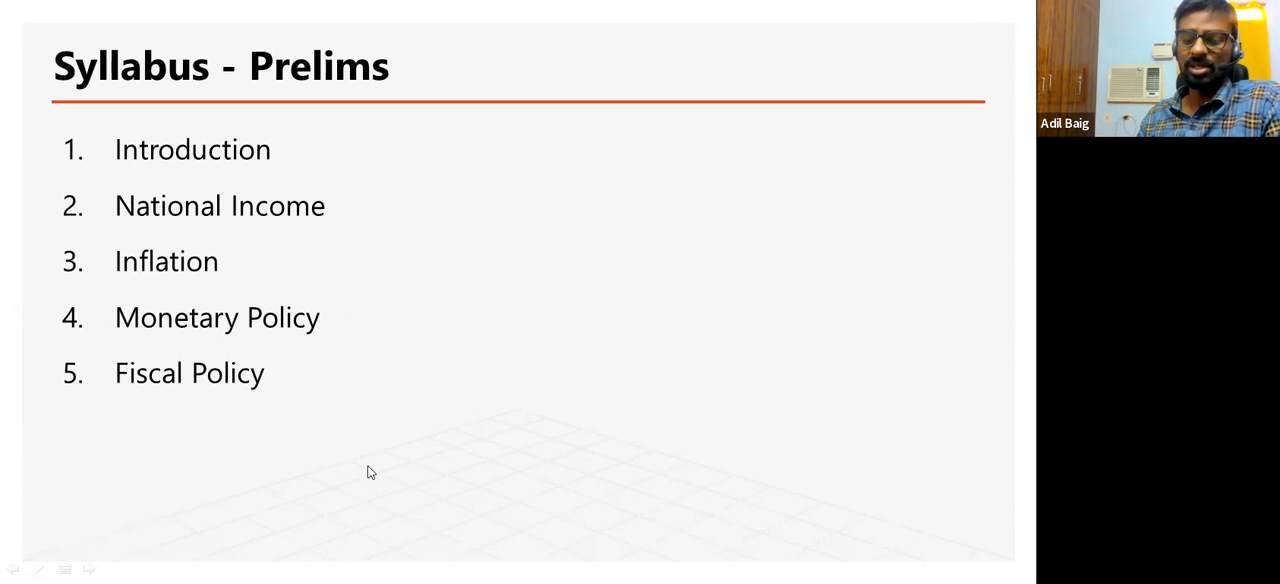 Syllabus - Prelims
1. Introduction
2. National Income
3. Inflation
4. Monetary Policy
5. Fiscal Policy
Adil Baig